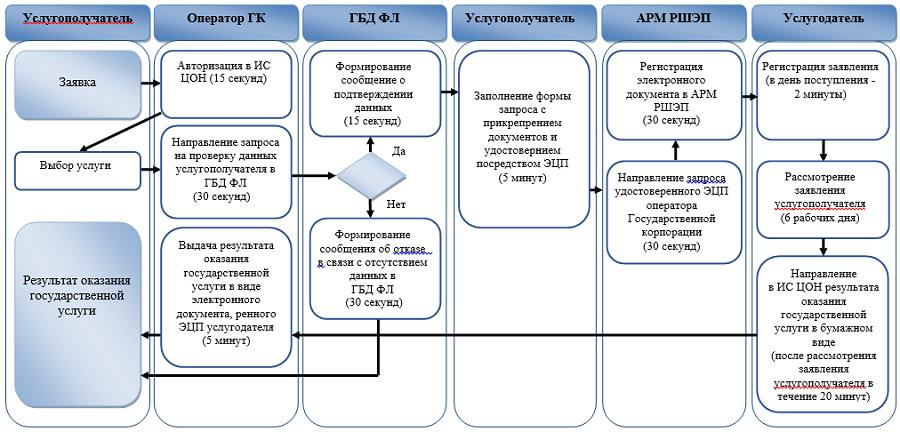 Услугополучатель
Оператор ГК
ГБД ФЛ
Услугополучатель
АРМ РШЭП
Услугодатель
Заявка
Выбор услуги
Результат оказания
государственной
услуги
Авторизация в ИС
ЦОН (15 секунд)
Направление запроса
на проверку данных
услугополучателя в
ГБД ФЛ
(30 секунд)
Выдача результата
оказания
государственной
услуги в виде
электронного
документа, ренного
ЭЦП услугодателя
(5 минут)
Формирование
сообщение о
подтверждении
данных
(15 секунд)
Да
Нет
Формирование
сообщения об отказе
в связи с отсутствием
данных в
ГБД ФЛ
(30 секунд)
Заполнение формы
запроса с
прикрепрением
документов и
удостовернием
посредством ЭЦП
(5 минут)
Регистрация
электронного
документа в АРМ
РШЭП
(30 секунд)
Направление запроса
удостоверенного ЭЦП
оператора
Государственной
корпорации
(30 секунд)
Регистрация заявления
(в день поступления -
2 минуты)
Рассмотрение
заявления
услугополучателя
(6 рабочих дня)
Направление
в ИС ЦОН результата
оказания
государственной
услуги в бумажном
виде
(после рассмотрения
заявления
услугополучателя в
течение 20 минут)